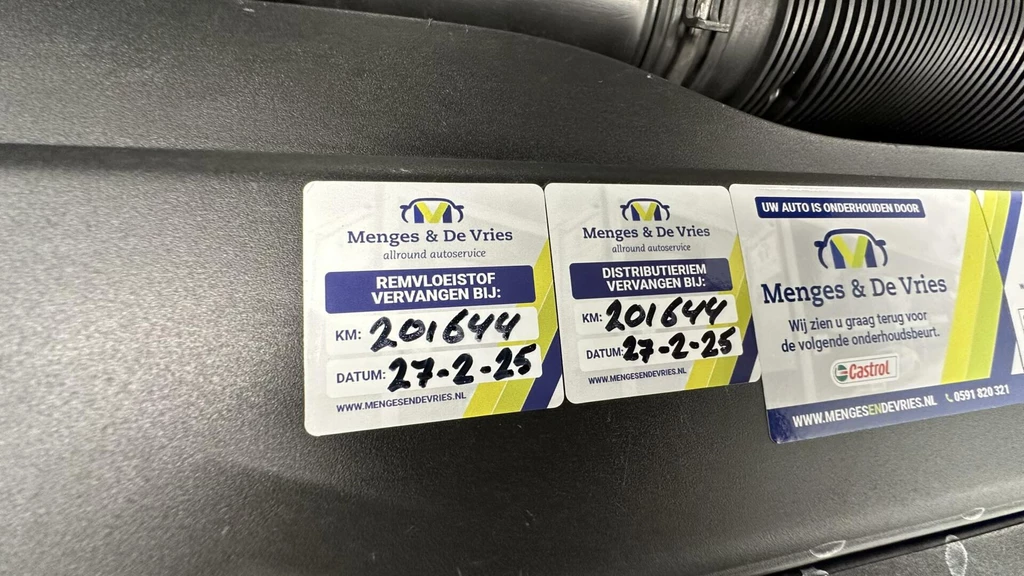 Menges & De Vries
allround autoservice
REMVLOEISTOF
VERVANGEN BIJ:
KM: 201644
DATUM: 27-2-25
WWW.MENGESENDEVRIES.NL
Menges & De Vries
allround autoservice
DISTRIBUTIERIEM
VERVANGEN BIJ:
KM: 201644
DATUM: 27-2-25
WWW.MENGESENDEVRIES.NL
UW AUTO IS ONDERHOUDEN DOOR
Menges & De Vries
Wij zien u graag terug voor
de volgende onderhoudsbeurt.
Castrol
WWW.MENGESENDEVRIES.NL 0591 820 321